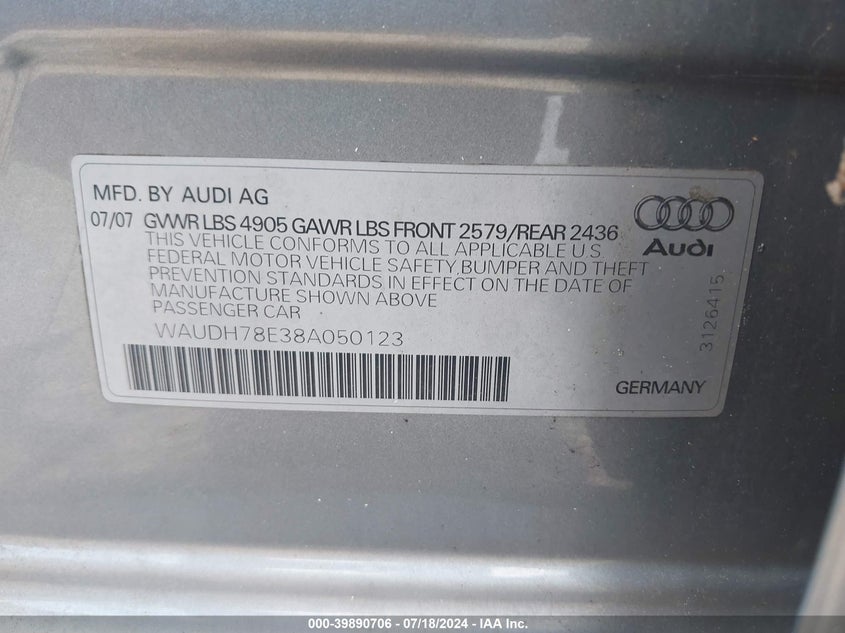 MFD. BY AUDI AG
07/07 GVWR LBS 4905 GAWR LBS FRONT 2579/REAR 2436
THIS VEHICLE CONFORMS TO ALL APPLICABLE U.S
FEDERAL MOTOR VEHICLE SAFETY,BUMPER AND THEFT
PREVENTION STANDARDS IN EFFECT ON THE DATE OF
MANUFACTURE SHOWN ABOVE
PASSENGER CAR
WAUDH78E38A050123
Audi
3126415
GERMANY
000-39890706 - 07/18/2024 - IAA Inc.